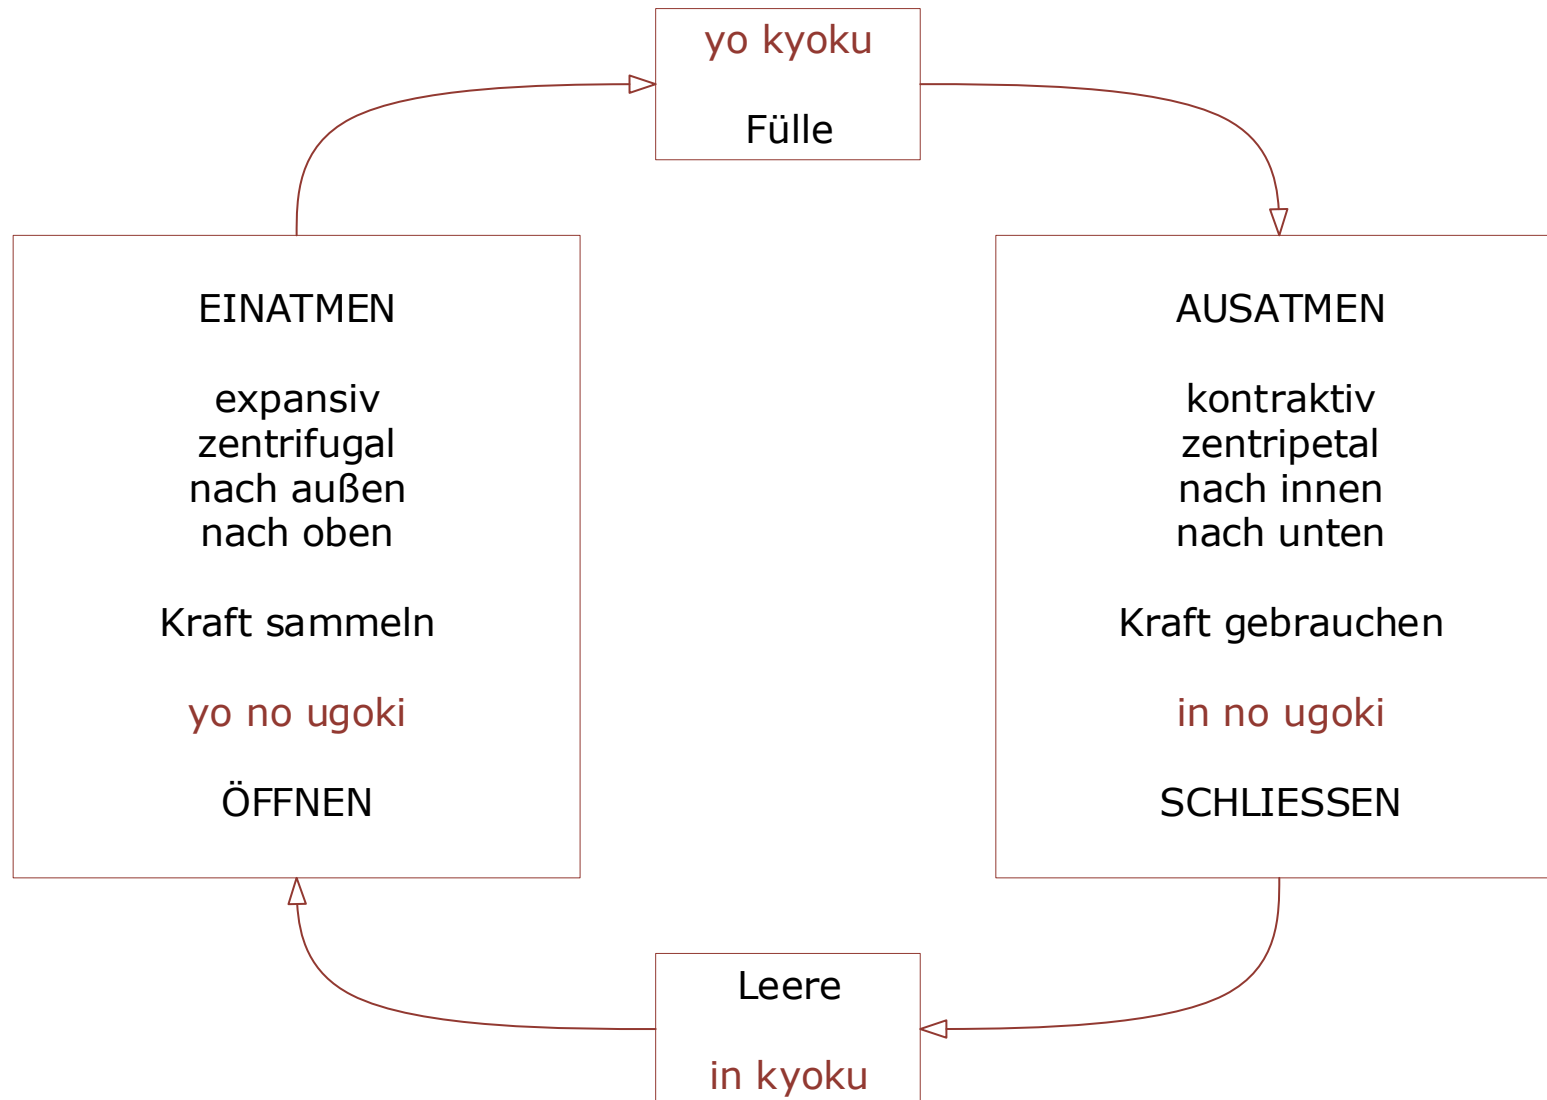 yo kyoku
Fülle
EINATMEN
expansiv
zentrifugal
nach außen
nach oben
Kraft sammeln
yo no ugoki
ÖFFNEN
AUSATMEN
kontraktiv
zentripetal
nach innen
nach unten
Kraft gebrauchen
in no ugoki
SCHLIESSEN
Leere
in kyoku